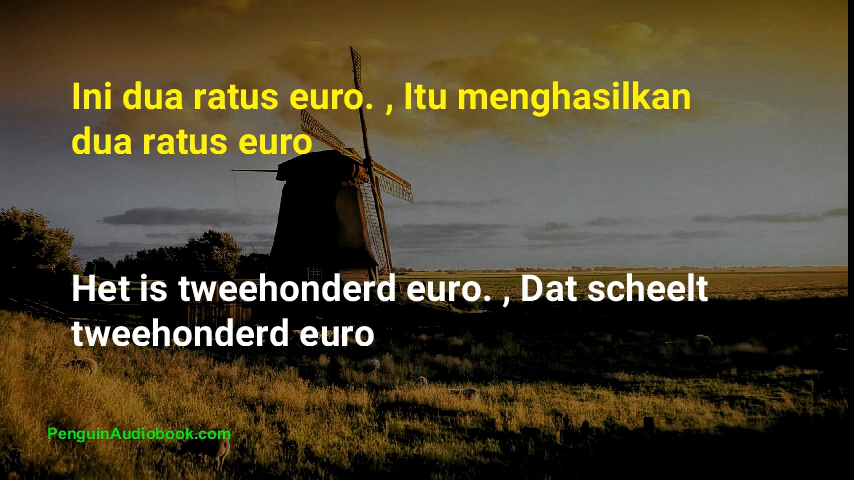 Ini dua ratus euro. , Itu menghasilkan
dua ratus euro
Het is tweehonderd euro. , Dat scheelt
tweehonderd euro
PenguinAudiobook.com